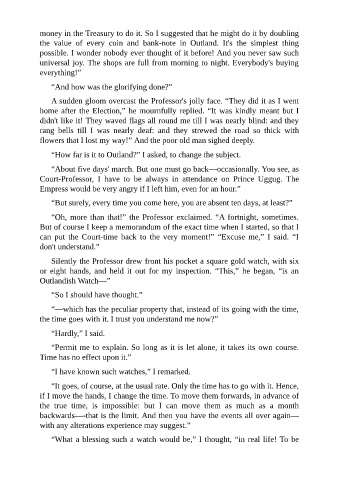 money in the Treasury to do it. So I suggested that he might do it by doubling
the value of every coin and bank-note in Outland. It's the simplest thing
possible. I wonder nobody ever thought of it before! And you never saw such
universal joy. The shops are full from morning to night. Everybody's buying
everything!”
“And how was the glorifying done?”
A sudden gloom overcast the Professor's jolly face. “They did it as I went
home after the Election,” he mournfully replied. “It was kindly meant but I
didn't like it! They waved flags all round me till I was nearly blind: and they
rang bells till I was nearly deaf: and they strewed the road so thick with
flowers that I lost my way!” And the poor old man sighed deeply.
“How far is it to Outland?” I asked, to change the subject.
“About five days' march. But one must go back—occasionally. You see, as
Court-Professor, I have to be always in attendance on Prince Uggug. The
Empress would be very angry if I left him, even for an hour.”
“But surely, every time you come here, you are absent ten days, at least?”
“Oh, more than that!” the Professor exclaimed. “A fortnight, sometimes.
But of course I keep a memorandum of the exact time when I started, so that I
can put the Court-time back to the very moment!” “Excuse me,” I said. “I
don't understand.”
Silently the Professor drew from his pocket a square gold watch, with six
or eight hands, and held it out for my inspection. “This,” he began, “is an
Outlandish Watch—”
“So I should have thought.”
“—which has the peculiar property that, instead of its going with the time,
the time goes with it. I trust you understand me now?”
“Hardly,” I said.
“Permit me to explain. So long as it is let alone, it takes its own course.
Time has no effect upon it.”
“I have known such watches,” I remarked.
“It goes, of course, at the usual rate. Only the time has to go with it. Hence,
if I move the hands, I change the time. To move them forwards, in advance of
the true time, is impossible: but I can move them as much as a month
backwards—-that is the limit. And then you have the events all over again—
with any alterations experience may suggest.”
“What a blessing such a watch would be,” I thought, “in real life! To be